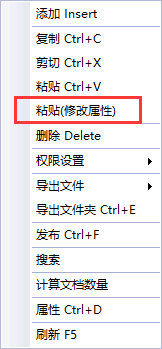 添加 Insert
复制 Ctrl+C
剪切 Ctrl+X
粘贴 Ctrl+V
粘贴(修改属性)
删除 Delete
权限设置
导出文件
导出文件夹 Ctrl+E
发布 Ctrl+F
搜索
计算文档数量
属性 Ctrl+D
刷新 F5